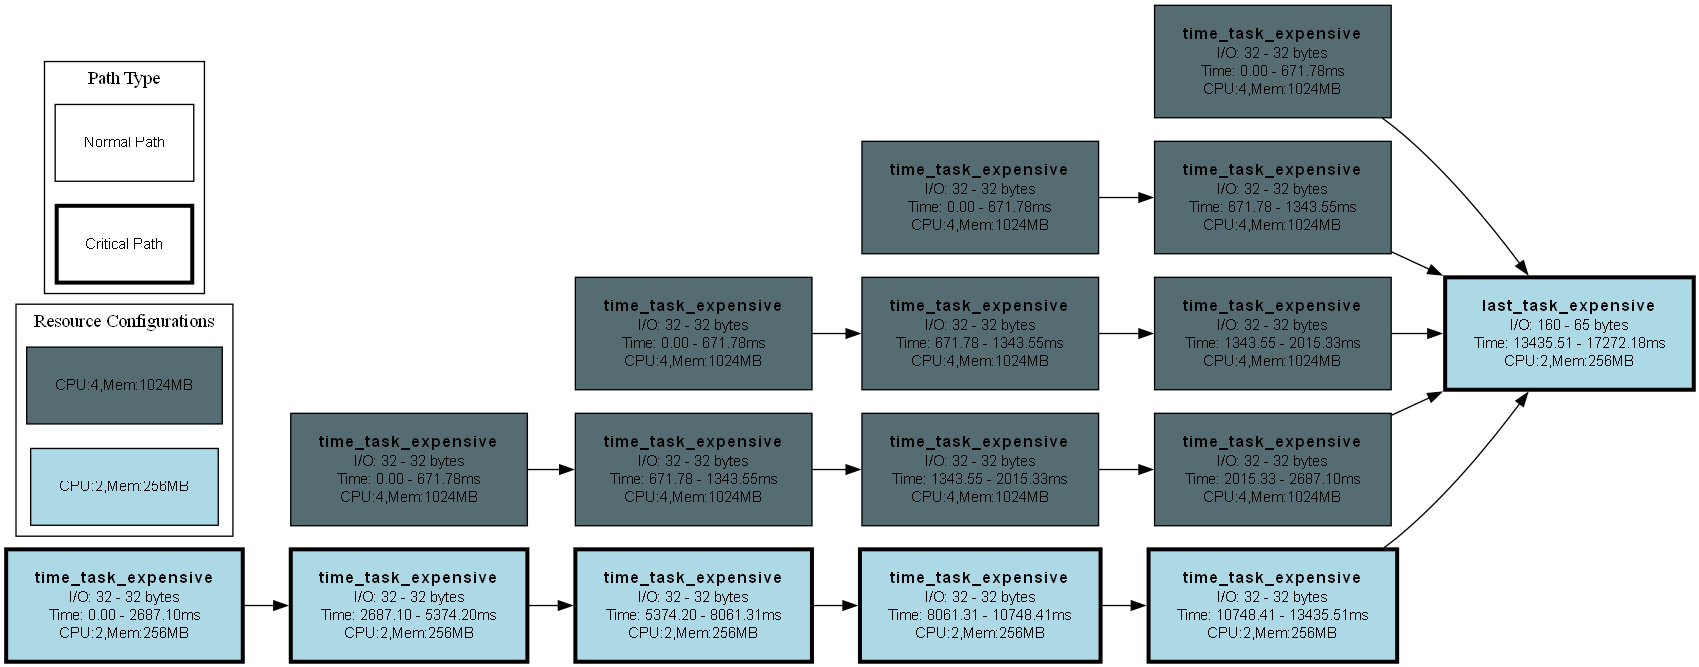 Path Type
Normal Path
Critical Path
Resource Configurations
CPU:4,Mem:1024MB
CPU:2,Mem:256MB
time_task_expensive
I/O: 32 - 32 bytes
Time: 0.00 - 671.78ms
CPU:4,Mem:1024MB
time_task_expensive
I/O: 32 - 32 bytes
Time: 0.00 - 671.78ms
CPU:4,Mem:1024MB
time_task_expensive
I/O: 32 - 32 bytes
Time: 671.78 - 1343.55ms
CPU:4,Mem:1024MB
time_task_expensive
I/O: 32 - 32 bytes
Time: 0.00 - 671.78ms
CPU:4,Mem:1024MB
time_task_expensive
I/O: 32 - 32 bytes
Time: 671.78 - 1343.55ms
CPU:4,Mem:1024MB
time_task_expensive
I/O: 32 - 32 bytes
Time: 1343.55 - 2015.33ms
CPU:4,Mem:1024MB
last_task_expensive
I/O: 160 - 65 bytes
Time: 13435.51 - 17272.18ms
CPU:2,Mem:256MB
time_task_expensive
I/O: 32 - 32 bytes
Time: 0.00 - 671.78ms
CPU:4,Mem:1024MB
time_task_expensive
I/O: 32 - 32 bytes
Time: 671.78 - 1343.55ms
CPU:4,Mem:1024MB
time_task_expensive
I/O: 32 - 32 bytes
Time: 1343.55 - 2015.33ms
CPU:4,Mem:1024MB
time_task_expensive
I/O: 32 - 32 bytes
Time: 2015.33 - 2687.10ms
CPU:4,Mem:1024MB
time_task_expensive
I/O: 32 - 32 bytes
Time: 0.00 - 2687.10ms
CPU:2,Mem:256MB
time_task_expensive
I/O: 32 - 32 bytes
Time: 2687.10 - 5374.20ms
CPU:2,Mem:256MB
time_task_expensive
I/O: 32 - 32 bytes
Time: 5374.20 - 8061.31ms
CPU:2,Mem:256MB
time_task_expensive
I/O: 32 - 32 bytes
Time: 8061.31 - 10748.41ms
CPU:2,Mem:256MB
time_task_expensive
I/O: 32 - 32 bytes
Time: 10748.41 - 13435.51ms
CPU:2,Mem:256MB